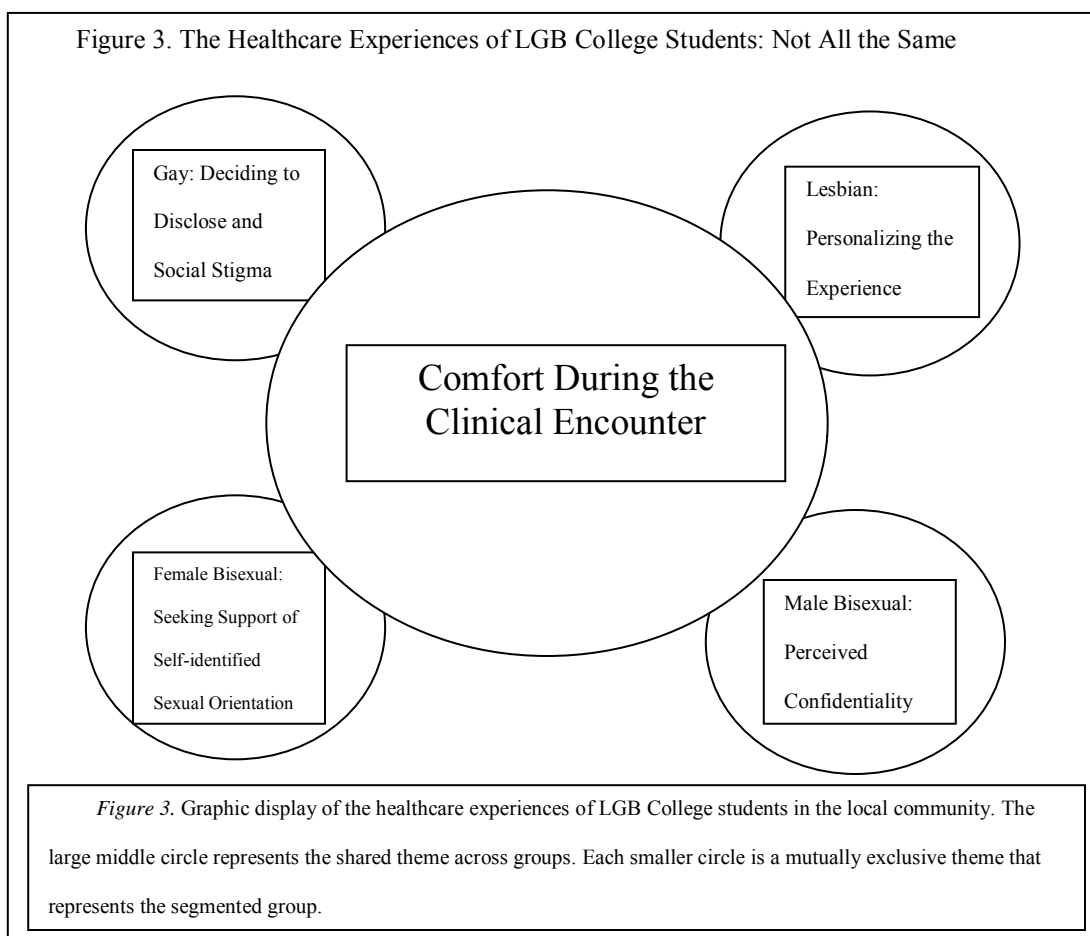 Figure 3. The Healthcare Experiences of LGB College Students: Not All the Same
Gay: Deciding to
Disclose and
Social Stigma
Lesbian:
Personalizing the
Experience
Comfort During the
Clinical Encounter
Female Bisexual:
Seeking Support of
Self-identified
Sexual Orientation
Male Bisexual:
Perceived
Confidentiality
Figure 3. Graphic display of the healthcare experiences of LGB College students in the local community. The
large middle circle represents the shared theme across groups. Each smaller circle is a mutually exclusive theme that
represents the segmented group.